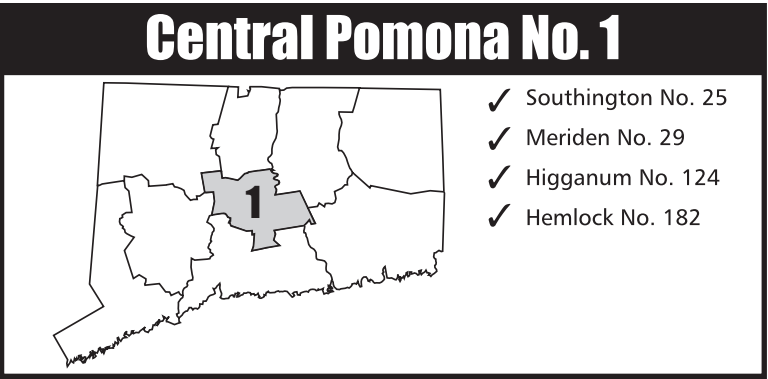 Central Pomona No. 1
1
✓ Southington No. 25
✓ Meriden No. 29
✓ Higganum No. 124
✓ Hemlock No. 182